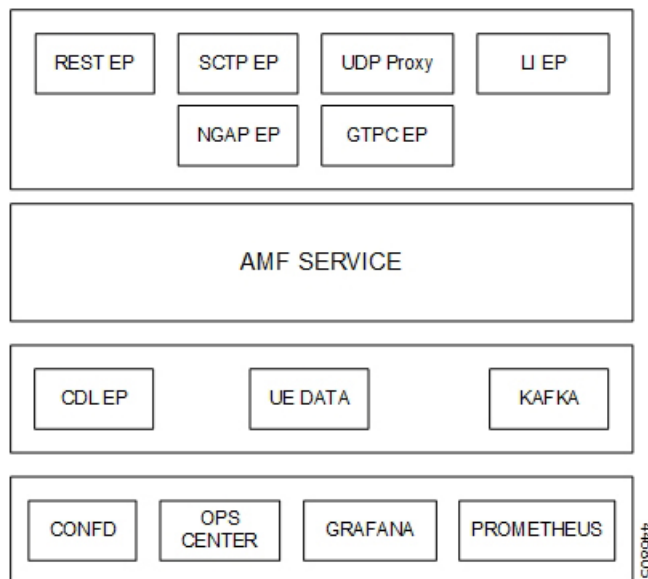 REST EP
SCTP EP
UDP Proxy
LI EP
NGAP EP
GTPC EP
AMF SERVICE
CDL EP
UE DATA
KAFKA
CONFD
OPS
CENTER
GRAFANA
PROMETHEUS
446805